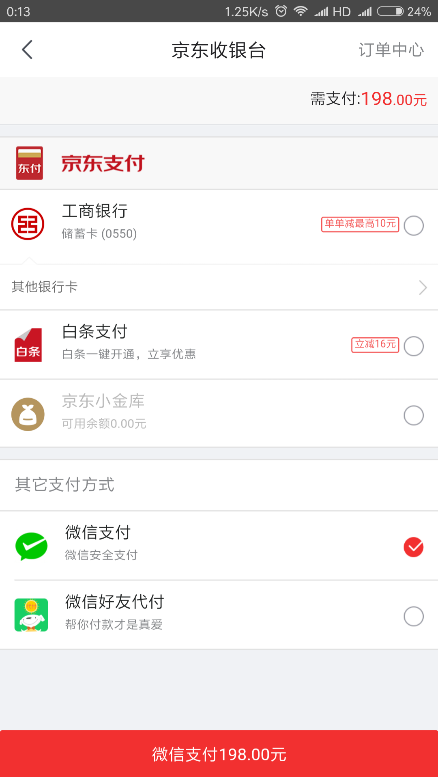 0:13 1.25K/s HD 24%
京东收银台 订单中心
需支付:198.00元
东付 京东支付
工商银行
储蓄卡 (0550) 单单减最高10元
其他银行卡
白条 白条支付
白条一键开通，立享优惠 立减16元
京东小金库
可用余额0.00元
其它支付方式
微信支付
微信安全支付
微信好友代付
帮你付款才是真爱
微信支付198.00元